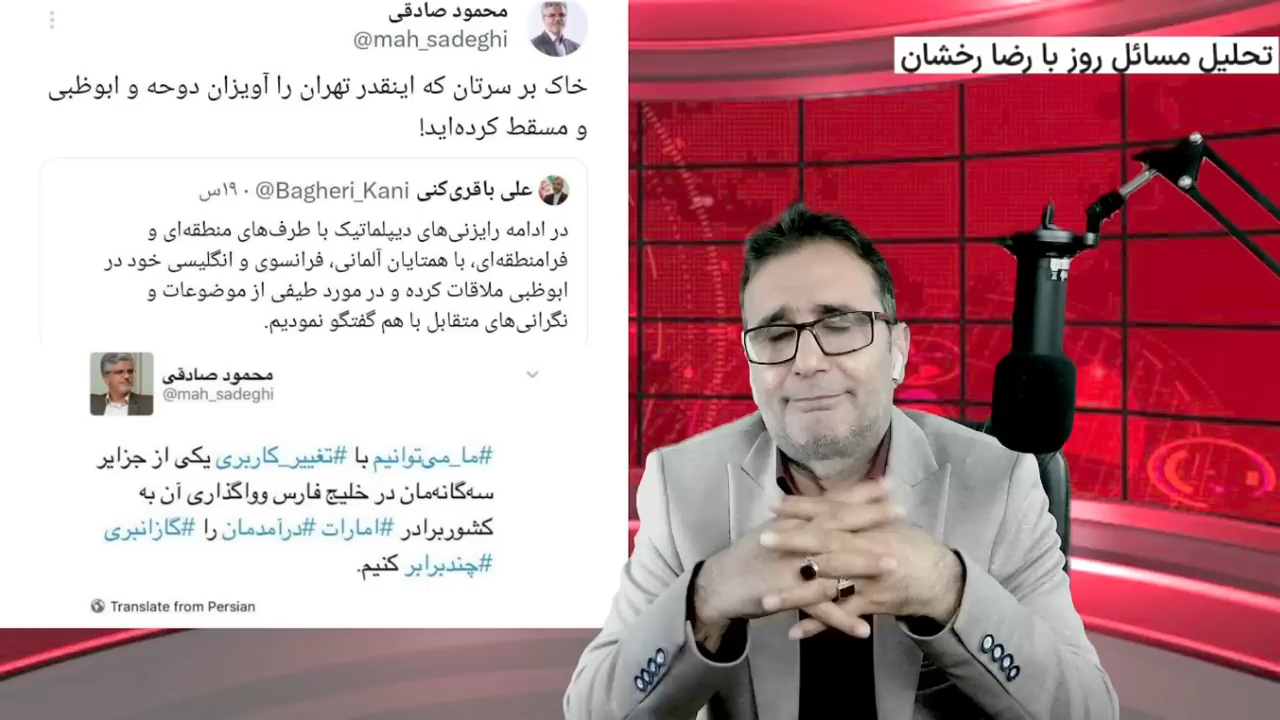 محمود صادقی
@mah_sadeghi
خاک بر سرتان که اینقدر تهران را آویزان دوحه و ابوظبی
و مسقط کرده‌اید!
علی باقری‌کنی @Bagheri_Kani · ۱۹س
در ادامه رایزنی‌های دیپلماتیک با طرف‌های منطقه‌ای و
فرامنطقه‌ای، با همتایان آلمانی، فرانسوی و انگلیسی خود در
ابوظبی ملاقات کرده و در مورد طیفی از موضوعات و
نگرانی‌های متقابل با هم گفتگو نمودیم.
محمود صادقی
@mah_sadeghi
#ما_می‌توانیم با #تغییر_کاربری یکی از جزایر
سه‌گانه‌مان در خلیج فارس وواگذاری آن به
کشوربرادر #امارات #درآمدمان را #گازانبری
#چندبرابر کنیم.
Translate from Persian
تحلیل مسائل روز با رضا رخشان